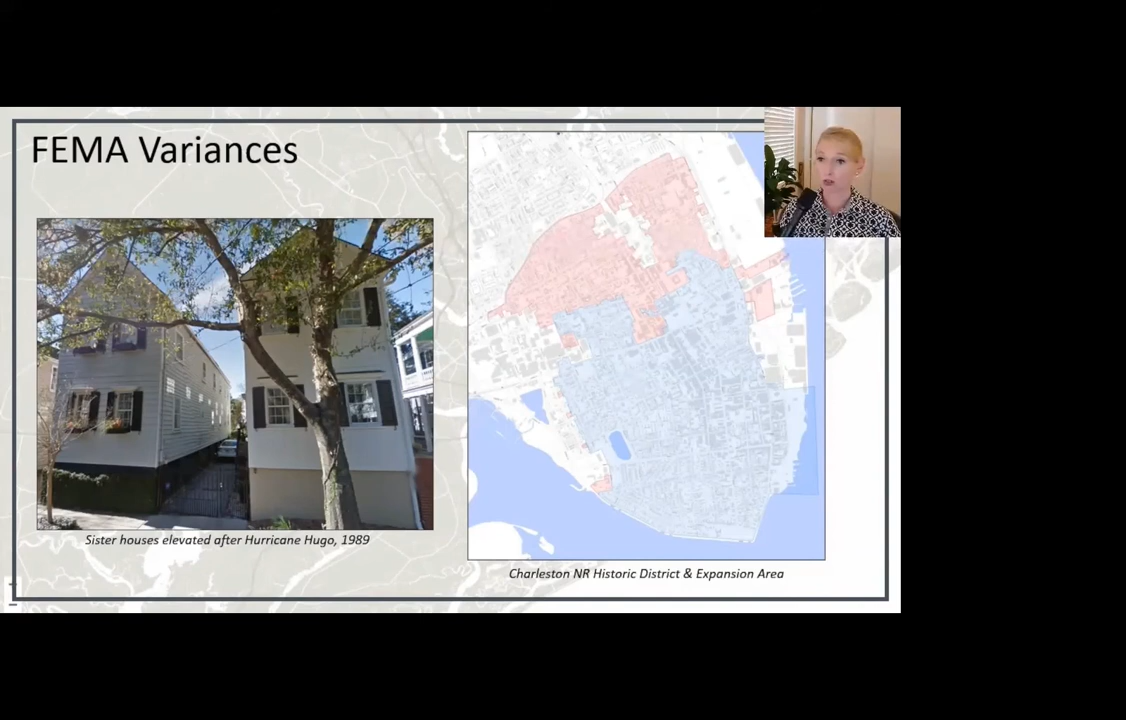 FEMA Variances
Sister houses elevated after Hurricane Hugo, 1989
Charleston NR Historic District & Expansion Area